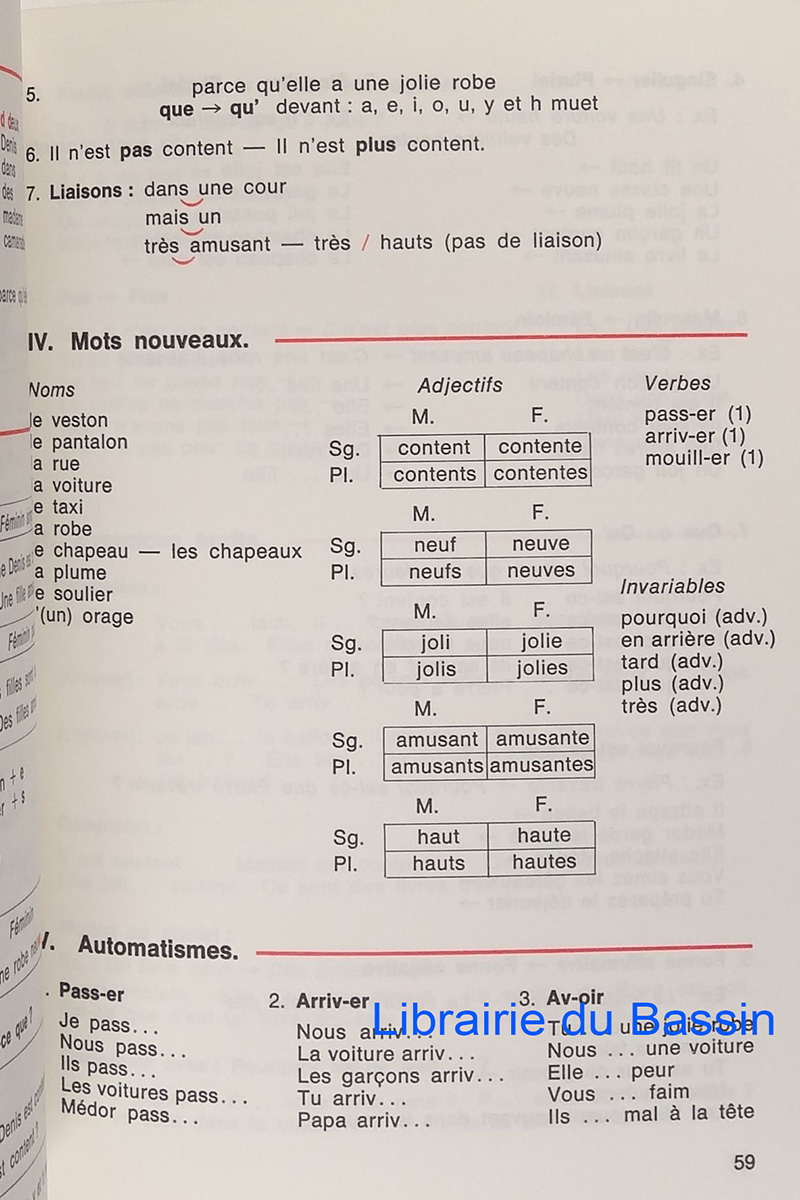 5. parce qu'elle a une jolie robe
que → qu' devant : a, e, i, o, u, y et h muet
6. Il n'est pas content — Il n'est plus content.
7. Liaisons : dans une cour
mais un
très amusant — très / hauts (pas de liaison)
IV. Mots nouveaux.
Noms
le veston
le pantalon
la rue
la voiture
e taxi
a robe
e chapeau — les chapeaux
a plume
e soulier
'(un) orage
Adjectifs
M. F.
Sg. content contente
Pl. contents contentes
M. F.
Sg. neuf neuve
Pl. neufs neuves
M. F.
Sg. joli jolie
Pl. jolis jolies
M. F.
Sg. amusant amusante
Pl. amusants amusantes
M. F.
Sg. haut haute
Pl. hauts hautes
Verbes
pass-er (1)
arriv-er (1)
mouill-er (1)
Invariables
pourquoi (adv.)
en arrière (adv.)
tard (adv.)
plus (adv.)
très (adv.)
V. Automatismes.
. Pass-er
Je pass...
Nous pass...
Ils pass...
Les voitures pass...
Médor pass...
2. Arriv-er
Nous arriv...
La voiture arriv...
Les garçons arriv...
Tu arriv...
Papa arriv...
3. Av-oir
Tu ... une jolie robe
Nous ... une voiture
Elle ... peur
Vous ... faim
Ils ... mal à la tête
Librairie du Bassin
59